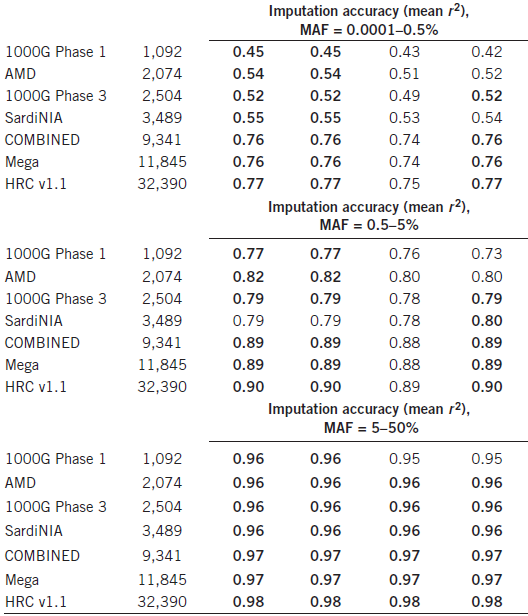 Imputation accuracy (mean r²),
MAF = 0.0001–0.5%
1000G Phase 1 1,092 0.45 0.45 0.43 0.42
AMD 2,074 0.54 0.54 0.51 0.52
1000G Phase 3 2,504 0.52 0.52 0.49 0.52
SardiNIA 3,489 0.55 0.55 0.53 0.54
COMBINED 9,341 0.76 0.76 0.74 0.76
Mega 11,845 0.76 0.76 0.74 0.76
HRC v1.1 32,390 0.77 0.77 0.75 0.77
Imputation accuracy (mean r²),
MAF = 0.5–5%
1000G Phase 1 1,092 0.77 0.77 0.76 0.73
AMD 2,074 0.82 0.82 0.80 0.80
1000G Phase 3 2,504 0.79 0.79 0.78 0.79
SardiNIA 3,489 0.79 0.79 0.78 0.80
COMBINED 9,341 0.89 0.89 0.88 0.89
Mega 11,845 0.89 0.89 0.88 0.89
HRC v1.1 32,390 0.90 0.90 0.89 0.90
Imputation accuracy (mean r²),
MAF = 5–50%
1000G Phase 1 1,092 0.96 0.96 0.95 0.95
AMD 2,074 0.96 0.96 0.96 0.96
1000G Phase 3 2,504 0.96 0.96 0.96 0.96
SardiNIA 3,489 0.96 0.96 0.96 0.96
COMBINED 9,341 0.97 0.97 0.97 0.97
Mega 11,845 0.97 0.97 0.97 0.97
HRC v1.1 32,390 0.98 0.98 0.98 0.98